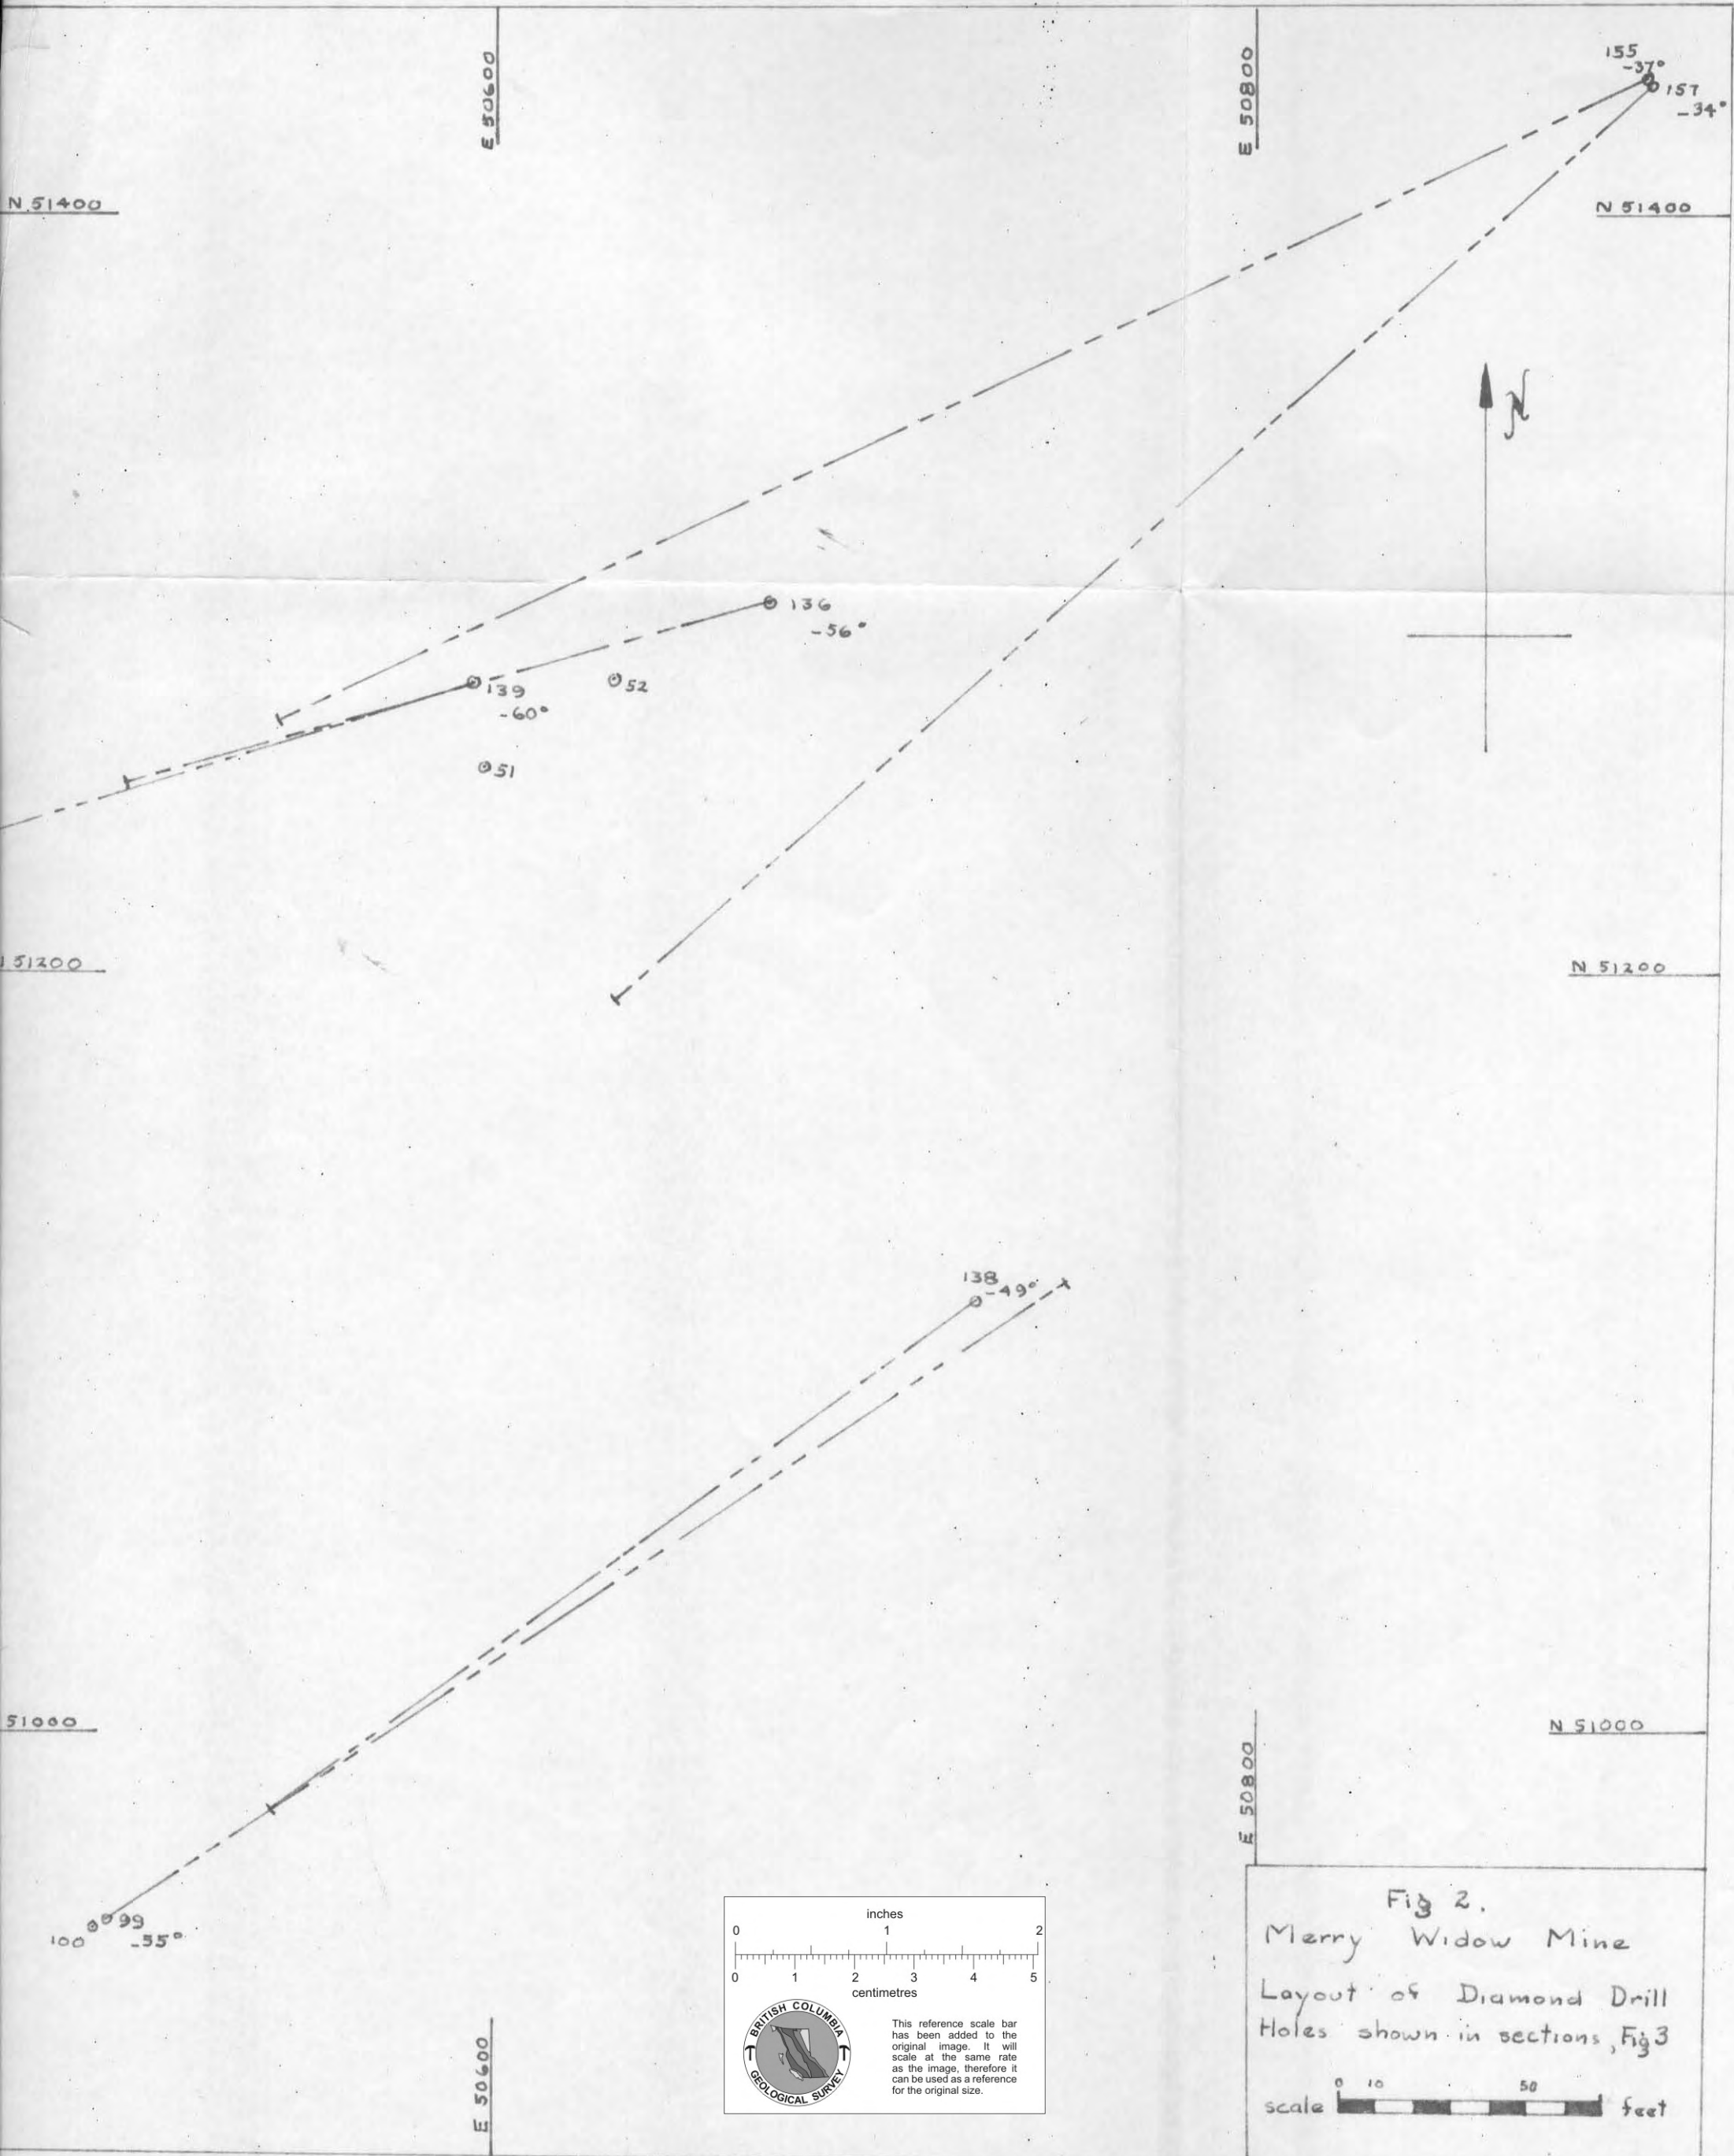 E 50600
E 50800
155
-37°
157
-34°
N 51400
N 51400
N
136
-56°
139
-60°
52
51
51200
N 51200
138
-49°
51000
N 51000
E 50800
99
100
-55°
E 50600
inches
0 1 2
0 1 2 3 4 5
centimetres
BRITISH COLUMBIA
GEOLOGICAL SURVEY
This reference scale bar
has been added to the
original image. It will
scale at the same rate
as the image, therefore it
can be used as a reference
for the original size.
Fig 2.
Merry Widow Mine
Layout of Diamond Drill
Holes shown in sections, Fig 3
0 10 50
scale feet